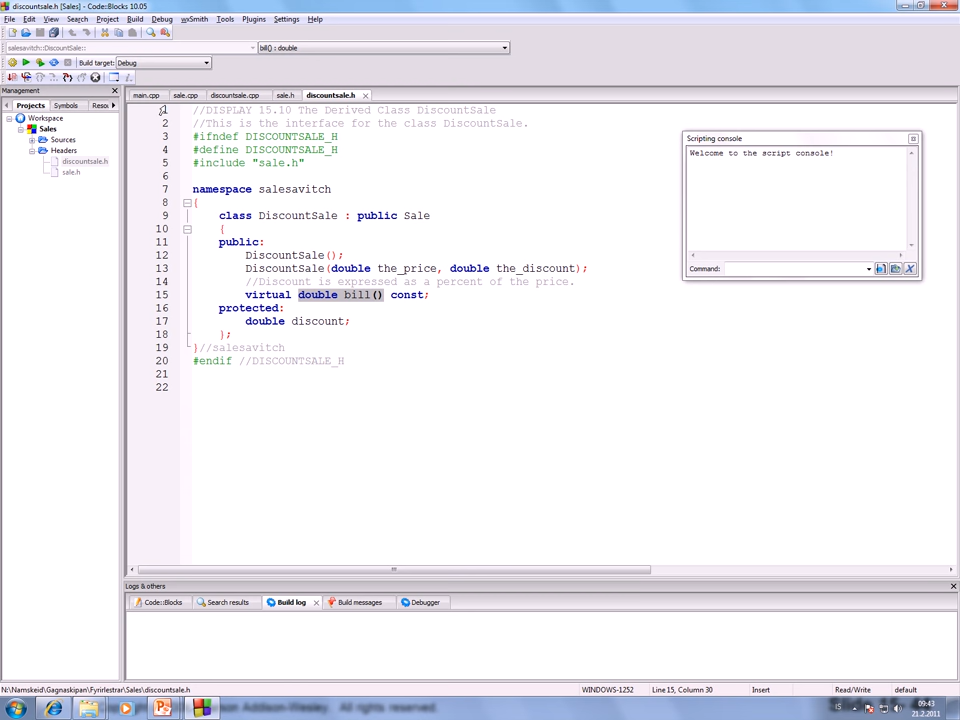 discountsale.h [Sales] - Code::Blocks 10.05
File Edit View Search Project Build Debug wxSmith Tools Plugins Settings Help
salesavitch::DiscountSale:: bill() : double
Build target: Debug
Management
Projects Symbols Resou
main.cpp sale.cpp discountsale.cpp sale.h discountsale.h
Workspace
Sales
Sources
Headers
discountsale.h
sale.h
1 //DISPLAY 15.10 The Derived Class DiscountSale
2 //This is the interface for the class DiscountSale.
3 #ifndef DISCOUNTSALE_H
4 #define DISCOUNTSALE_H
5 #include "sale.h"
6
7 namespace salesavitch
8 {
9 class DiscountSale : public Sale
10 {
11 public:
12 DiscountSale();
13 DiscountSale(double the_price, double the_discount);
14 //Discount is expressed as a percent of the price.
15 virtual double bill() const;
16 protected:
17 double discount;
18 };
19 }//salesavitch
20 #endif //DISCOUNTSALE_H
21
22
Scripting console
Welcome to the script console!
Command:
Logs & others
Code::Blocks Search results Build log Build messages Debugger
N:\Namskeid\Gagnaskipan\Fyrirlestrar\Sales\discountsale.h WINDOWS-1252 Line 15, Column 30 Insert Read/Write default
Addison-Wesley. All rights reserved.
IS 09:43
21.2.2011